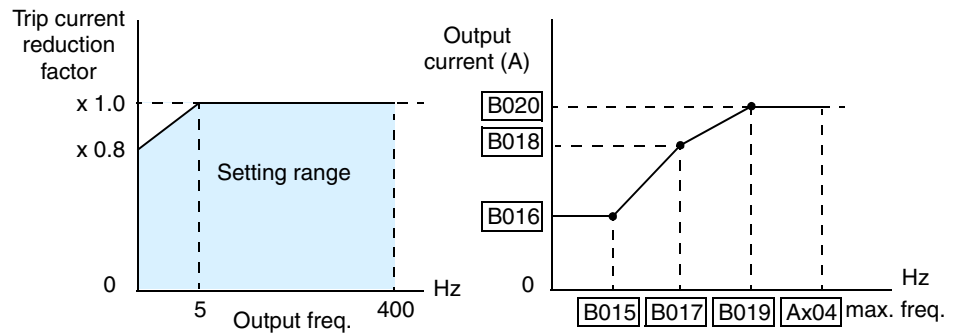 Trip current
reduction
factor
x 1.0
x 0.8
Setting range
0
5
400
Hz
Output freq.
Output
current (A)
B020
B018
B016
0
Hz
B015 B017 B019 Ax04 max. freq.